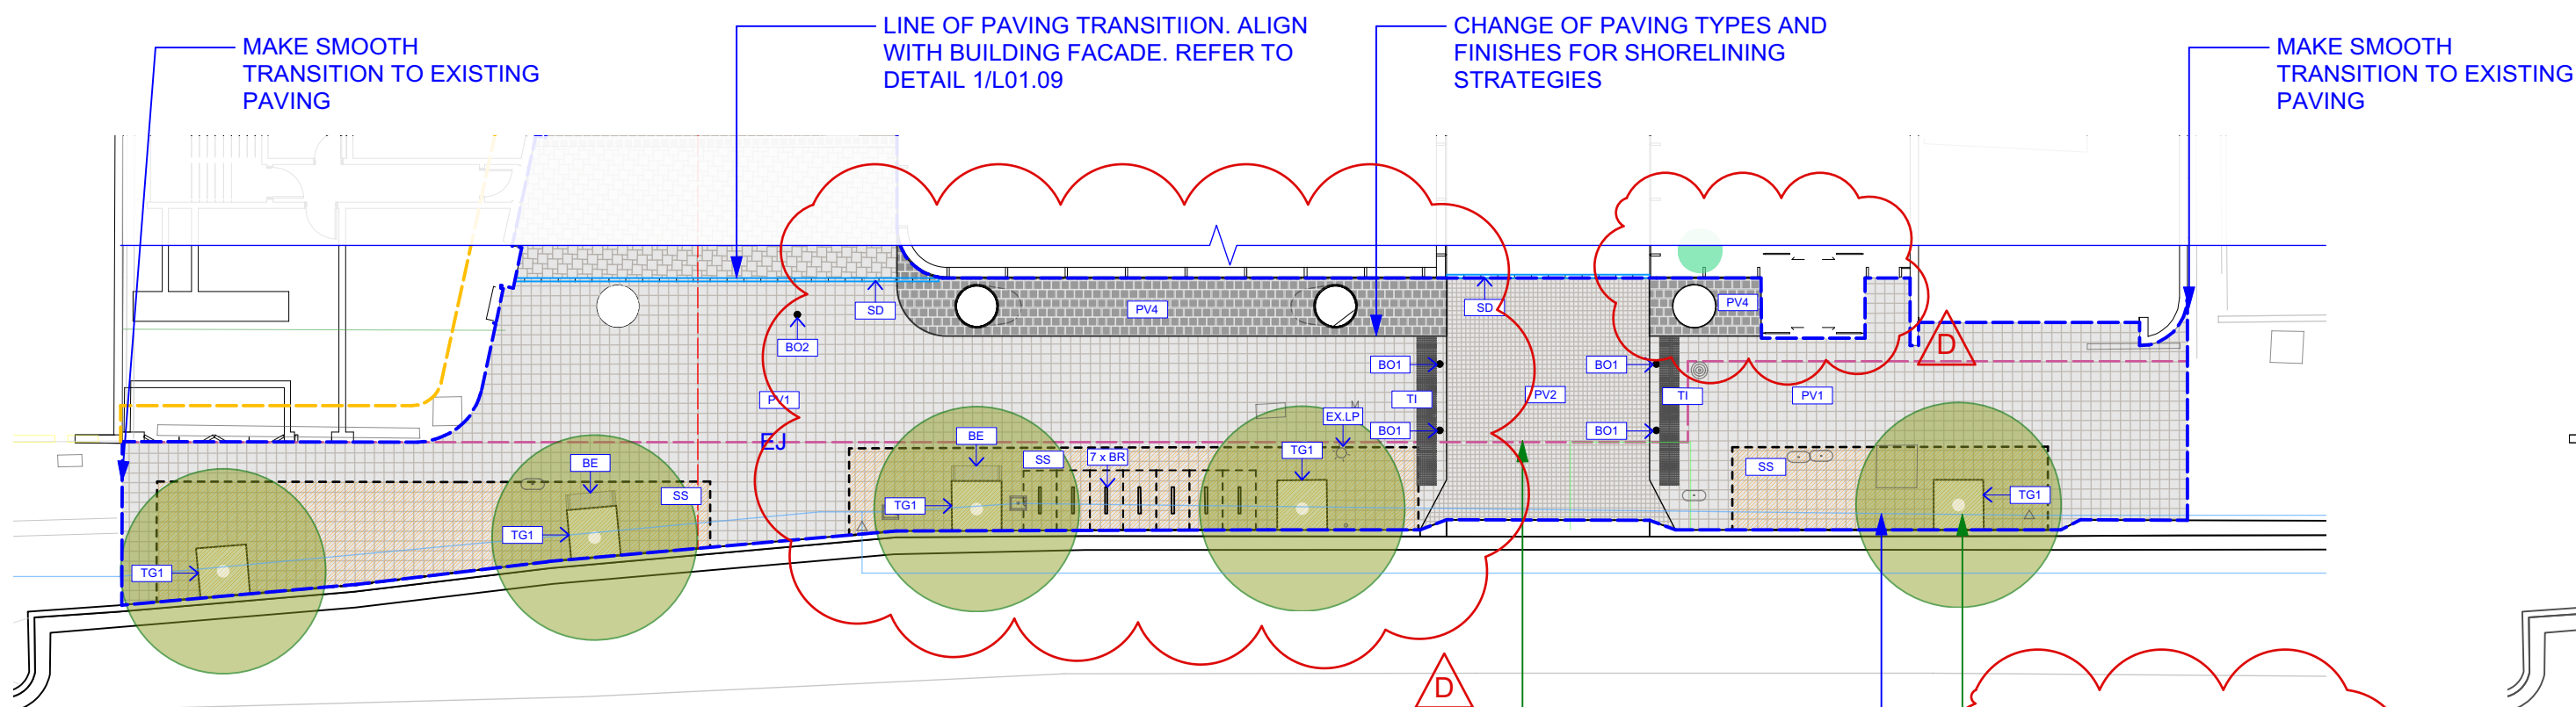 MAKE SMOOTH
TRANSITION TO EXISTING
PAVING
LINE OF PAVING TRANSITIION. ALIGN
WITH BUILDING FACADE. REFER TO
DETAIL 1/L01.09
CHANGE OF PAVING TYPES AND
FINISHES FOR SHORELINING
STRATEGIES
MAKE SMOOTH
TRANSITION TO EXISTING
PAVING
SD
PV4
SD
PV4
BO2
D
BO1
BO1
PV1
TI
PV2
TI
PV1
EX.LP
M
BO1
BO1
EJ
BE
BE
SS
7 x BR
TG1
SS
SS
TG1
TG1
TG1
TG1
D